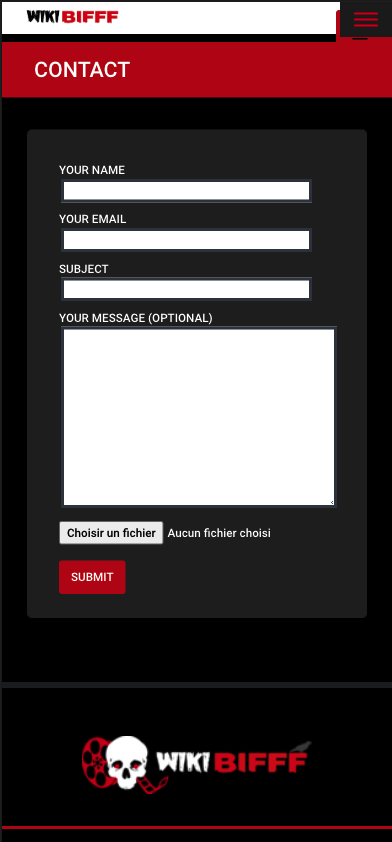 WIKI BIFFF
CONTACT
YOUR NAME
YOUR EMAIL
SUBJECT
YOUR MESSAGE (OPTIONAL)
Choisir un fichier Aucun fichier choisi
SUBMIT
WIKI BIFFF